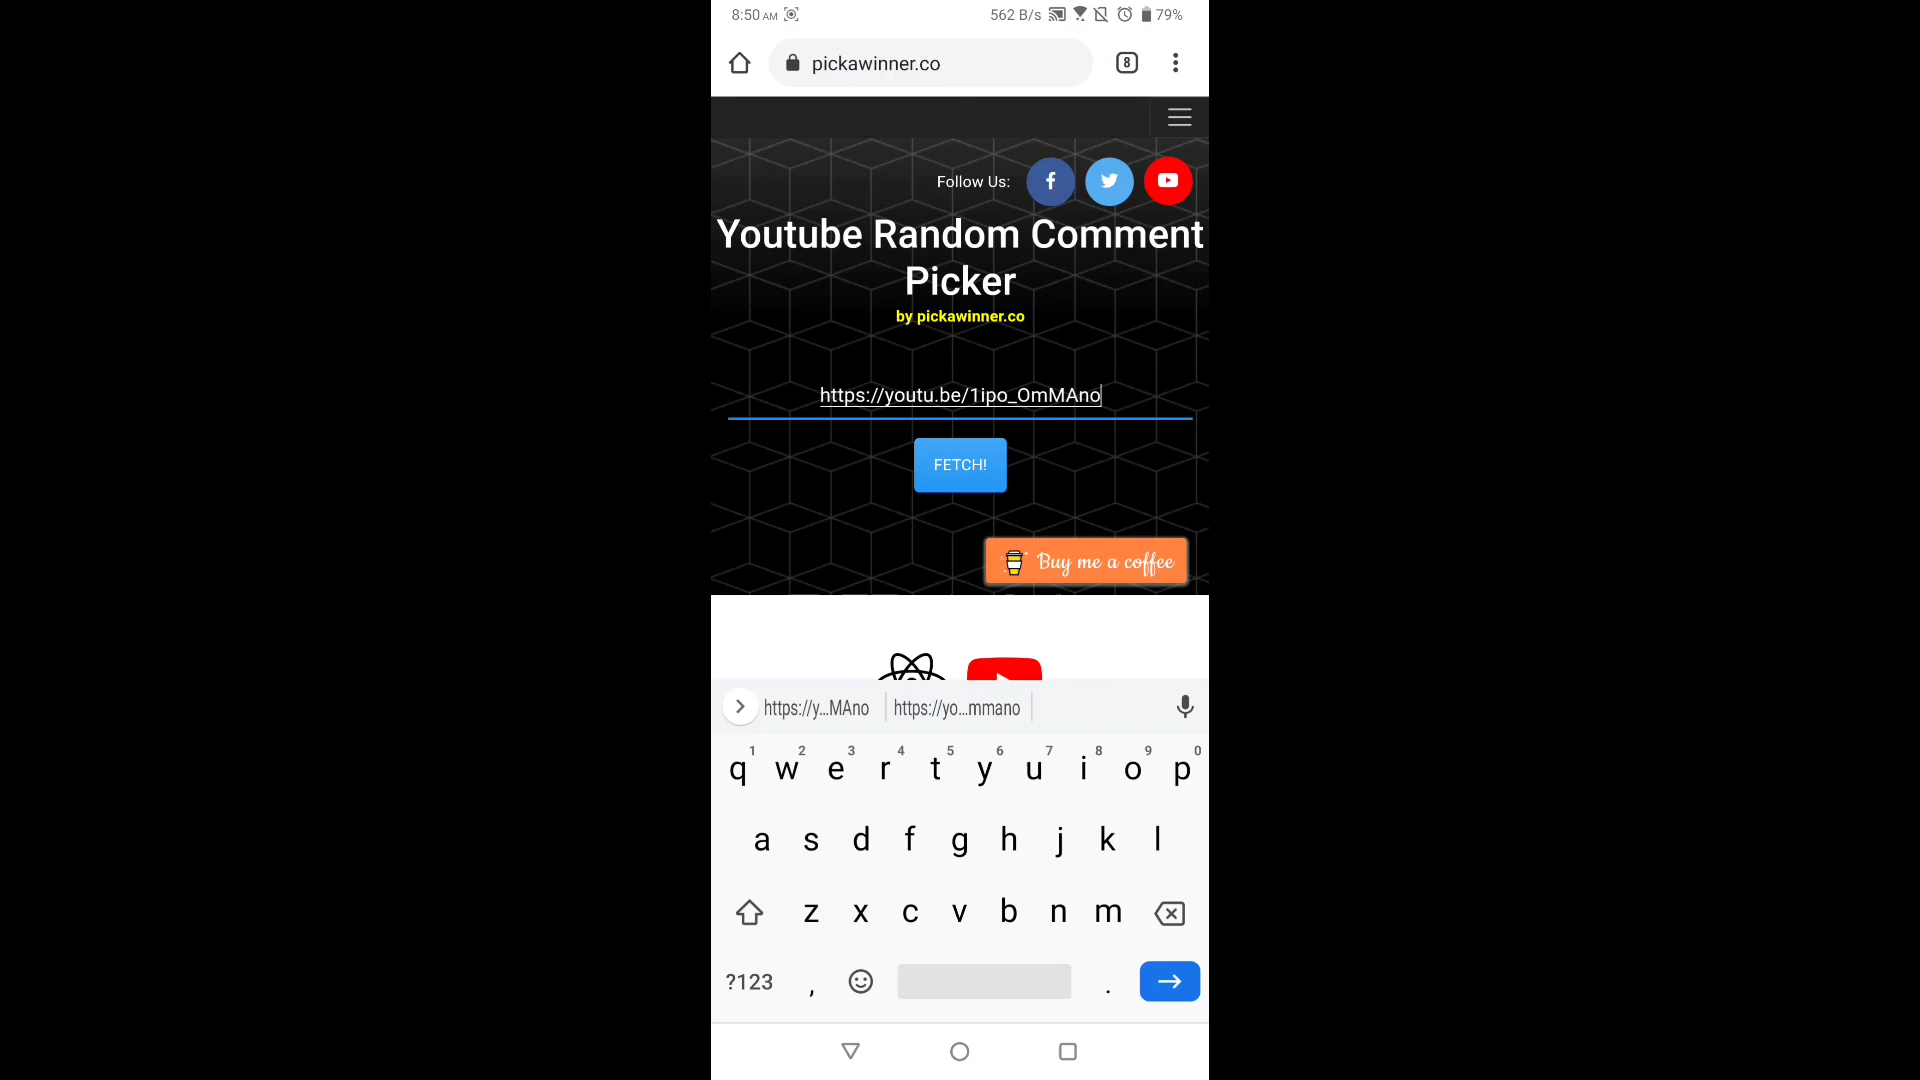 8:50 AM 562 B/s 79%
pickawinner.co 8
Follow Us:
Youtube Random Comment
Picker
by pickawinner.co
https://youtu.be/1ipo_OmMAno
FETCH!
Buy me a coffee
https://y...MAno https://yo...mmano
1 2 3 4 5 6 7 8 9 0
q w e r t y u i o p
a s d f g h j k l
z x c v b n m
?123 , .